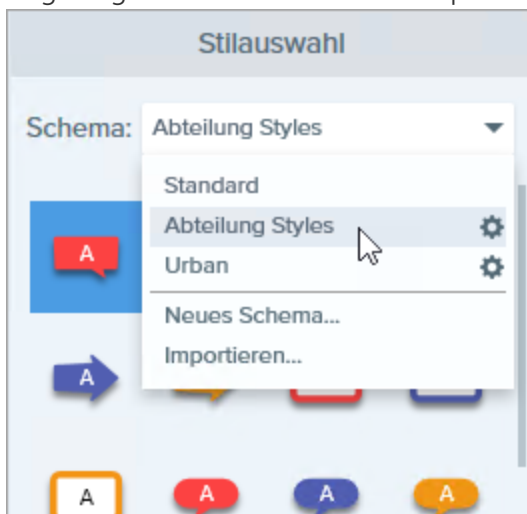 Stilauswahl
Schema: Abteilung Styles
Standard
Abteilung Styles
Urban
Neues Schema...
Importieren...
A
A
A
A
A
A